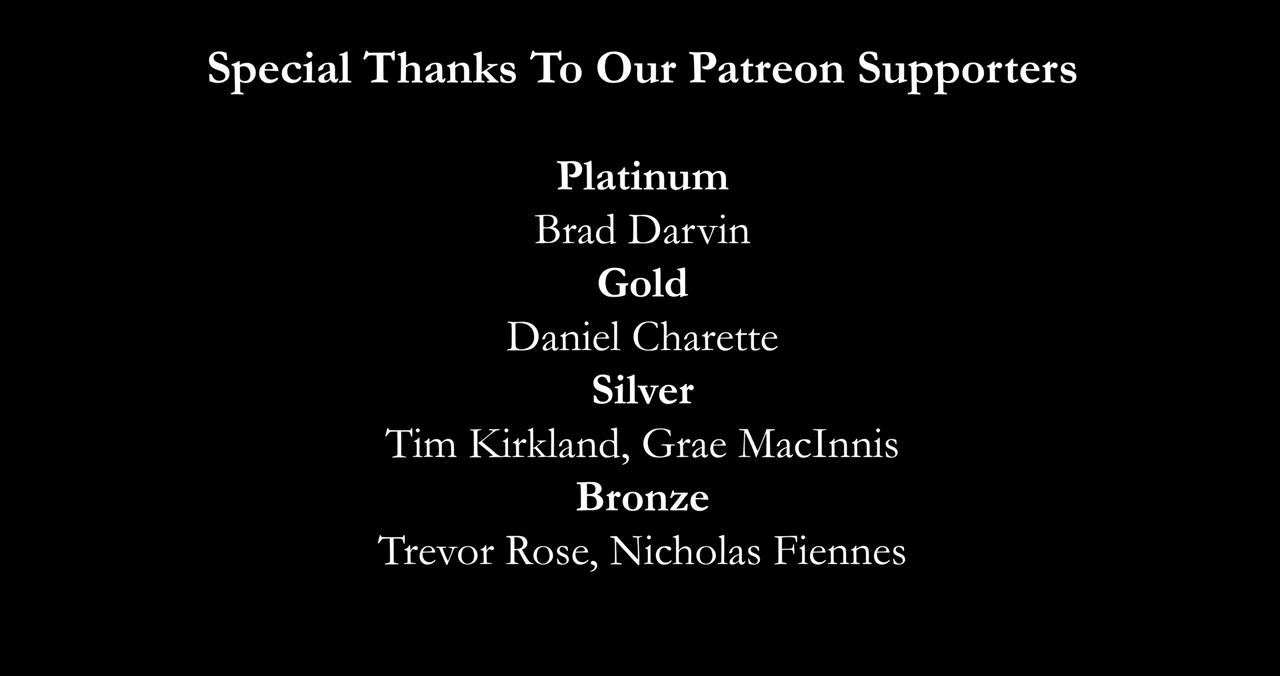 Special Thanks To Our Patreon Supporters
Platinum
Brad Darvin
Gold
Daniel Charette
Silver
Tim Kirkland, Grae MacInnis
Bronze
Trevor Rose, Nicholas Fiennes